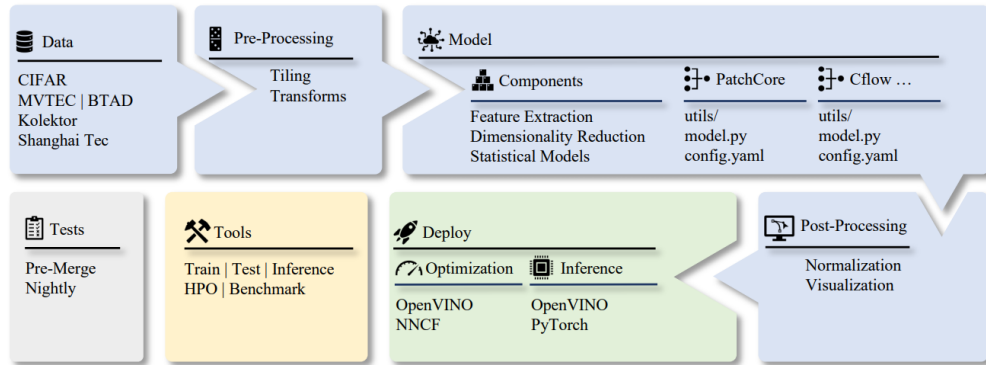 Data
CIFAR
MVTEC | BTAD
Kolektor
Shanghai Tec
Pre-Processing
Tiling
Transforms
Model
Components
Feature Extraction
Dimensionality Reduction
Statistical Models
PatchCore
utils/
model.py
config.yaml
Cflow ...
utils/
model.py
config.yaml
Tests
Pre-Merge
Nightly
Tools
Train | Test | Inference
HPO | Benchmark
Deploy
Optimization
OpenVINO
NNCF
Inference
OpenVINO
PyTorch
Post-Processing
Normalization
Visualization